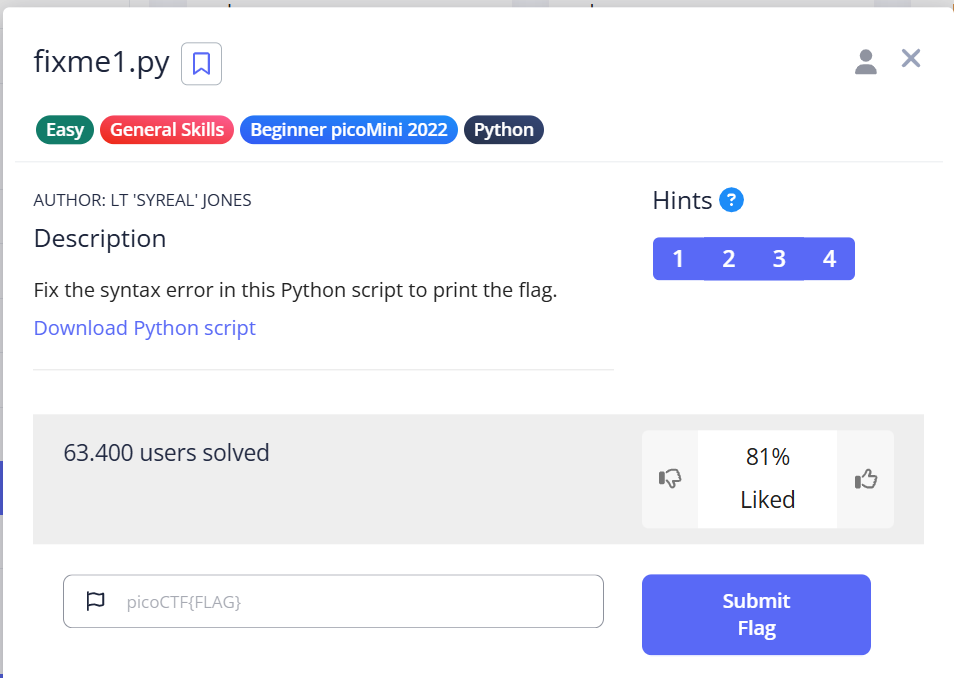 fixme1.py
Easy
General Skills
Beginner picoMini 2022
Python
AUTHOR: LT 'SYREAL' JONES
Description
Fix the syntax error in this Python script to print the flag.
Download Python script
Hints ?
1 2 3 4
63.400 users solved
81%
Liked
picoCTF{FLAG}
Submit
Flag